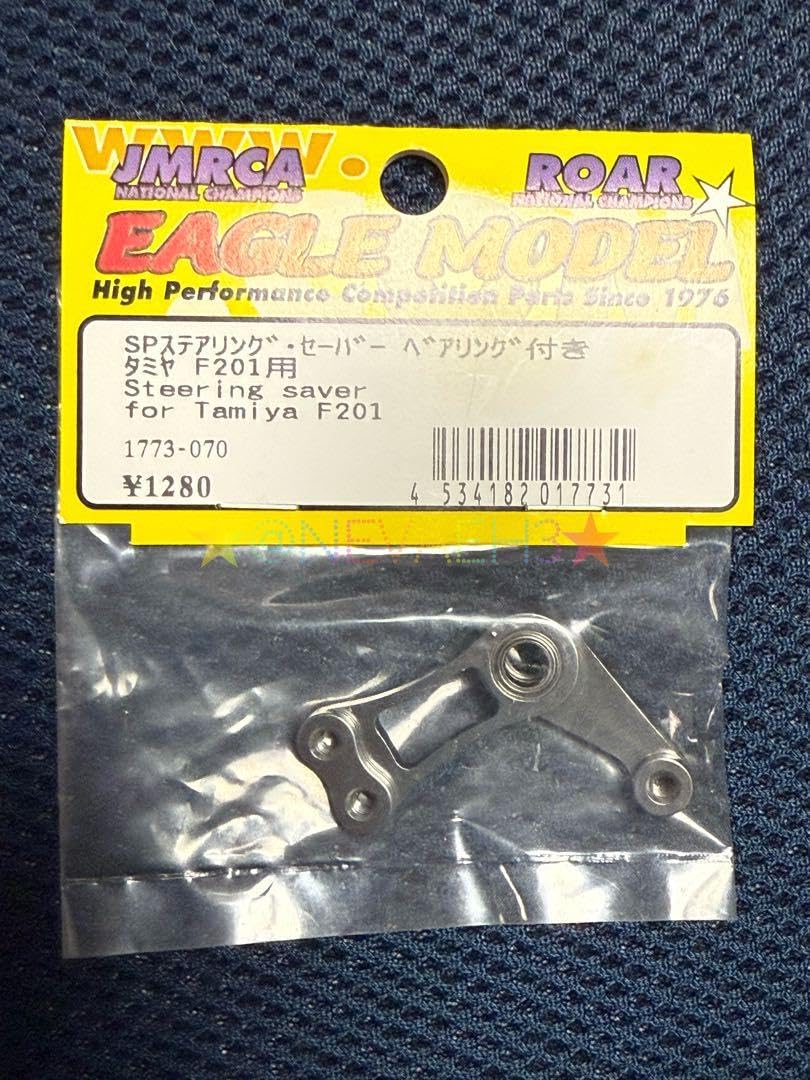 www.
JMRCA
NATIONAL CHAMPIONS
ROAR
NATIONAL CHAMPIONS
EAGLE MODEL
High Performance Competition Parts Since 1976
SPｽﾃｱﾘﾝｸﾞ･ｾｰﾊﾞｰ ﾍﾞｱﾘﾝｸﾞ付き
ﾀﾐﾔ F201用
Steering saver
for Tamiya F201
1773-070
¥1280
4 534182 017731
★@NEVAEH3★